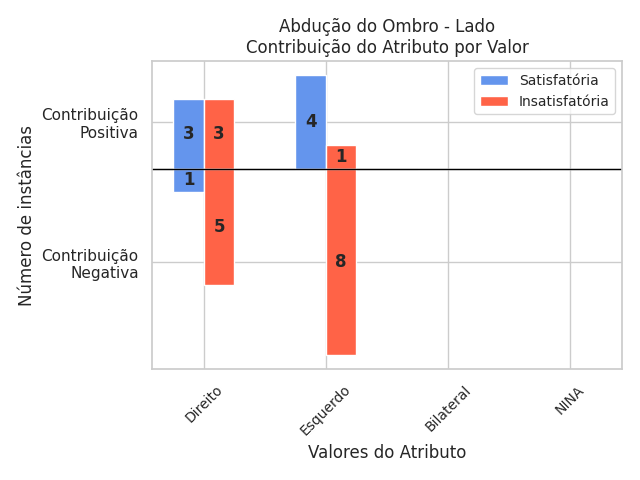 Abdução do Ombro - Lado
Contribuição do Atributo por Valor
Satisfatória
Insatisfatória
Número de instâncias
Contribuição
Positiva
Contribuição
Negativa
3
3
1
5
4
1
8
Direito
Esquerdo
Bilateral
NINA
Valores do Atributo